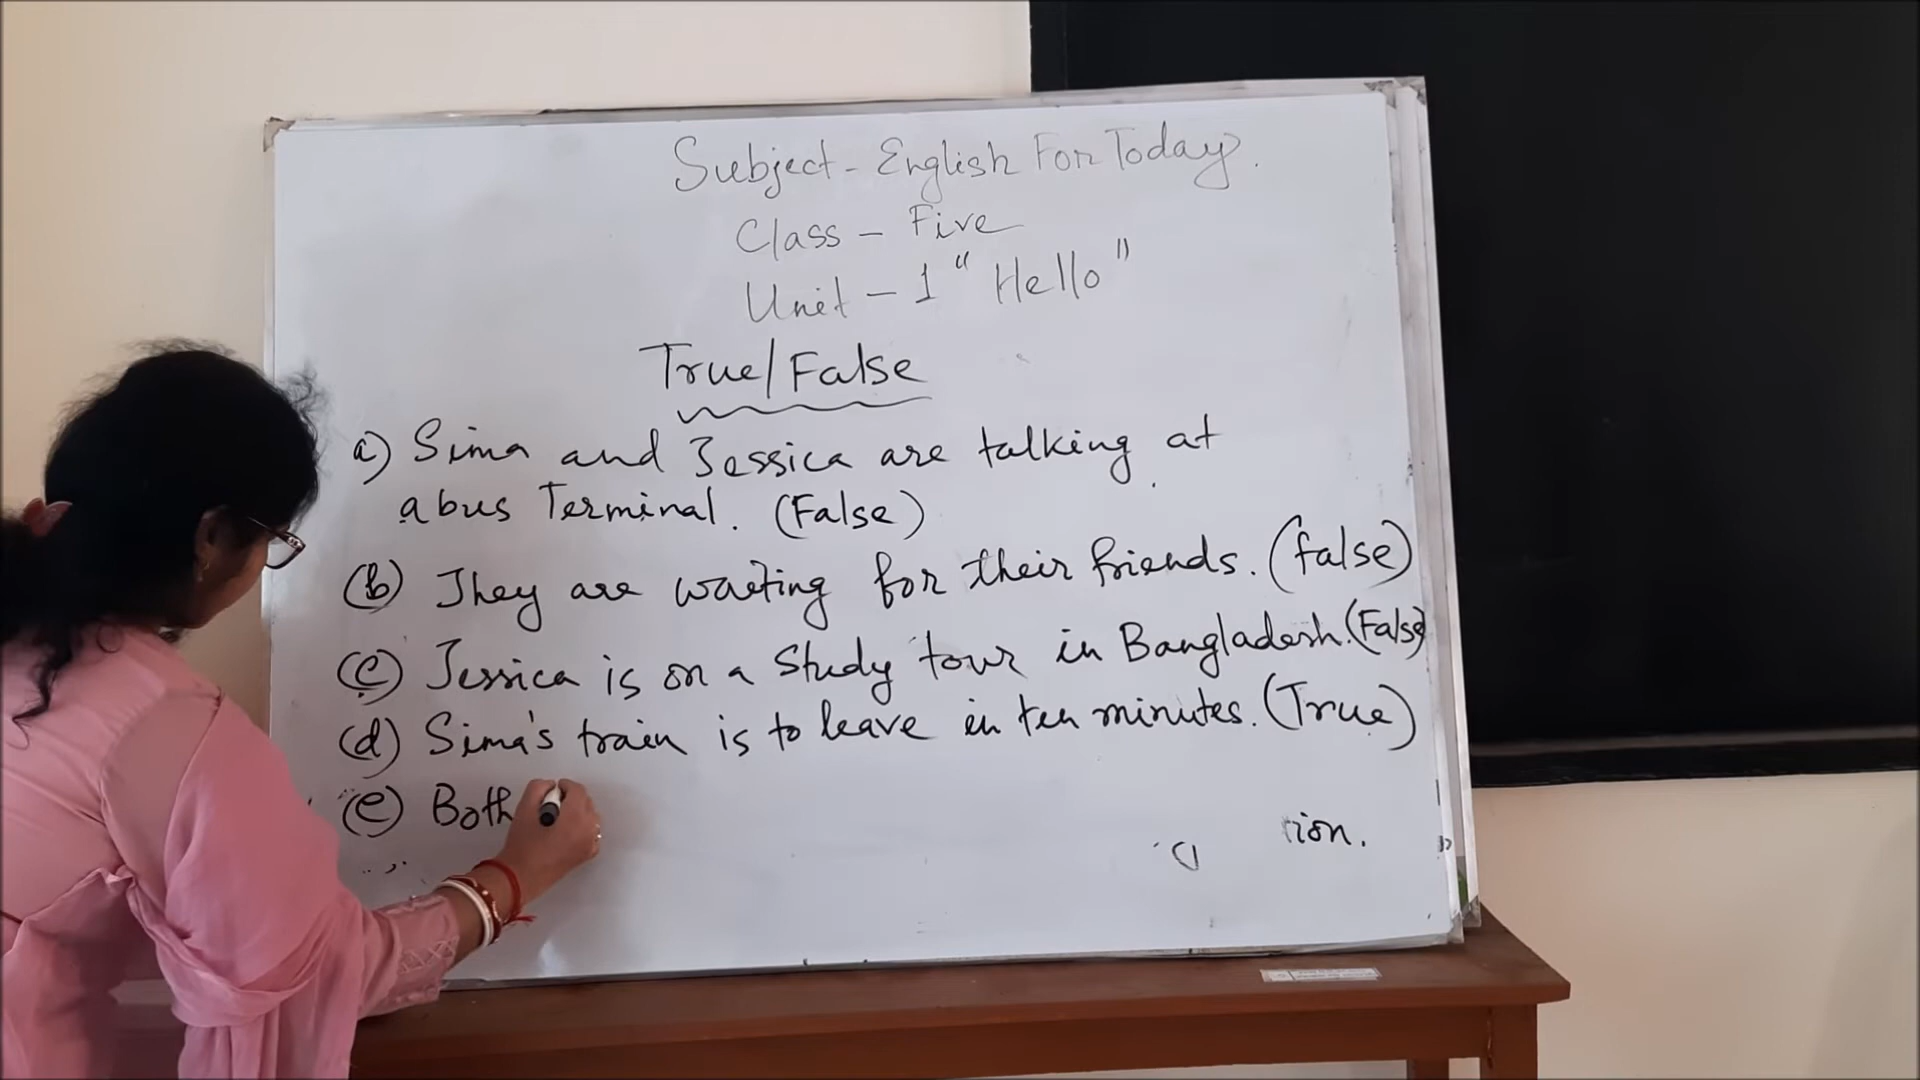 Subject - English For Today.
Class - Five
Unit - 1 "Hello"
True/False
a) Sima and Jessica are talking at
a bus Terminal. (False)
(b) They are waiting for their friends. (false)
(c) Jessica is on a Study tour in Bangladesh. (False)
(d) Sima's train is to leave in ten minutes. (True)
(e) Both
tion.